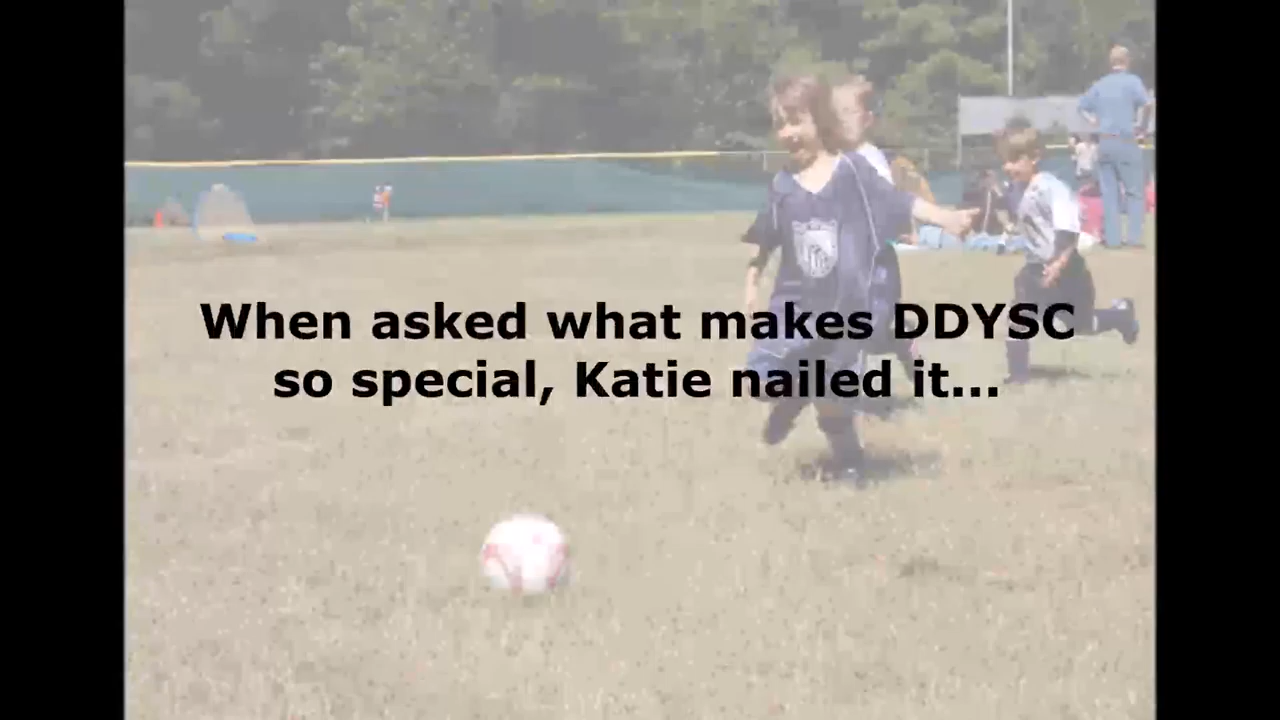 When asked what makes DDYSC
so special, Katie nailed it...